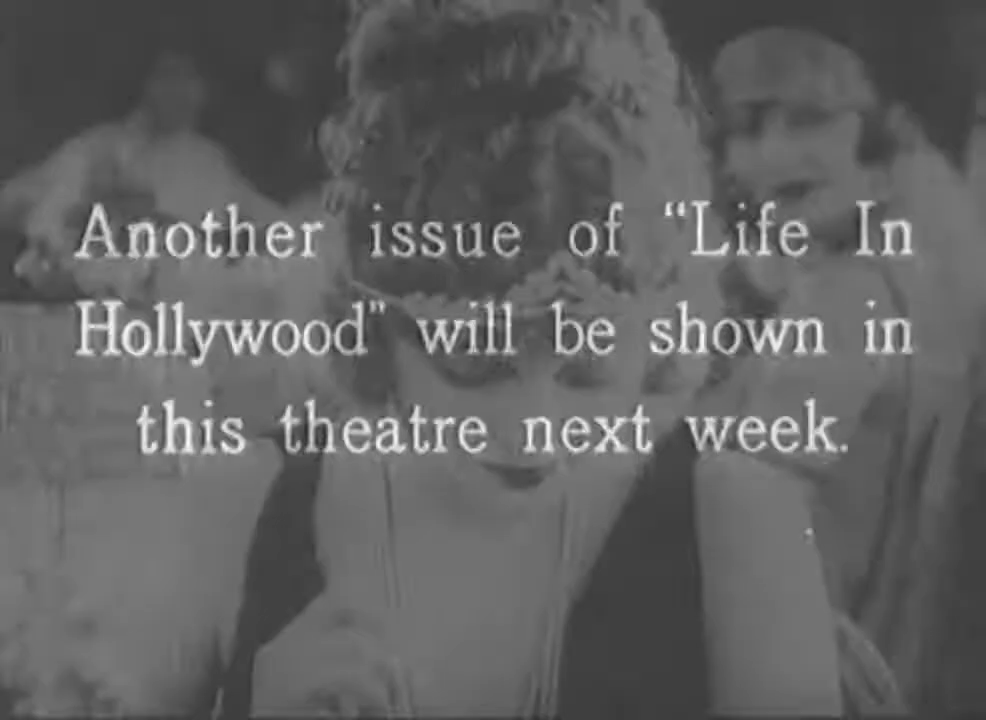 Another issue of “Life In
Hollywood” will be shown in
this theatre next week.